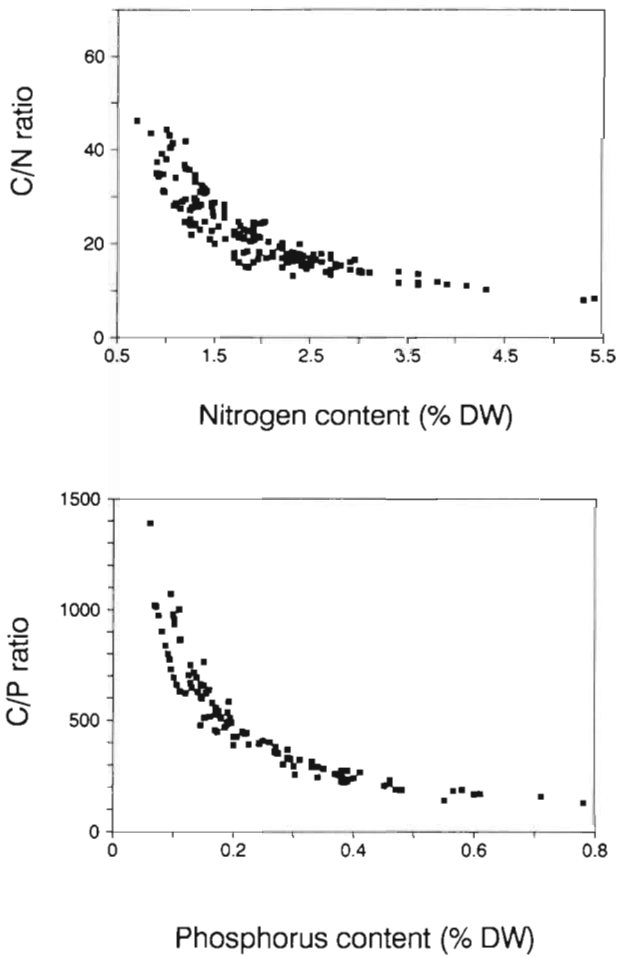 60
40
20
0
C/N ratio
0.5 1.5 2.5 3.5 4.5 5.5
Nitrogen content (% DW)
1500
1000
500
0
C/P ratio
0 0.2 0.4 0.6 0.8
Phosphorus content (% DW)